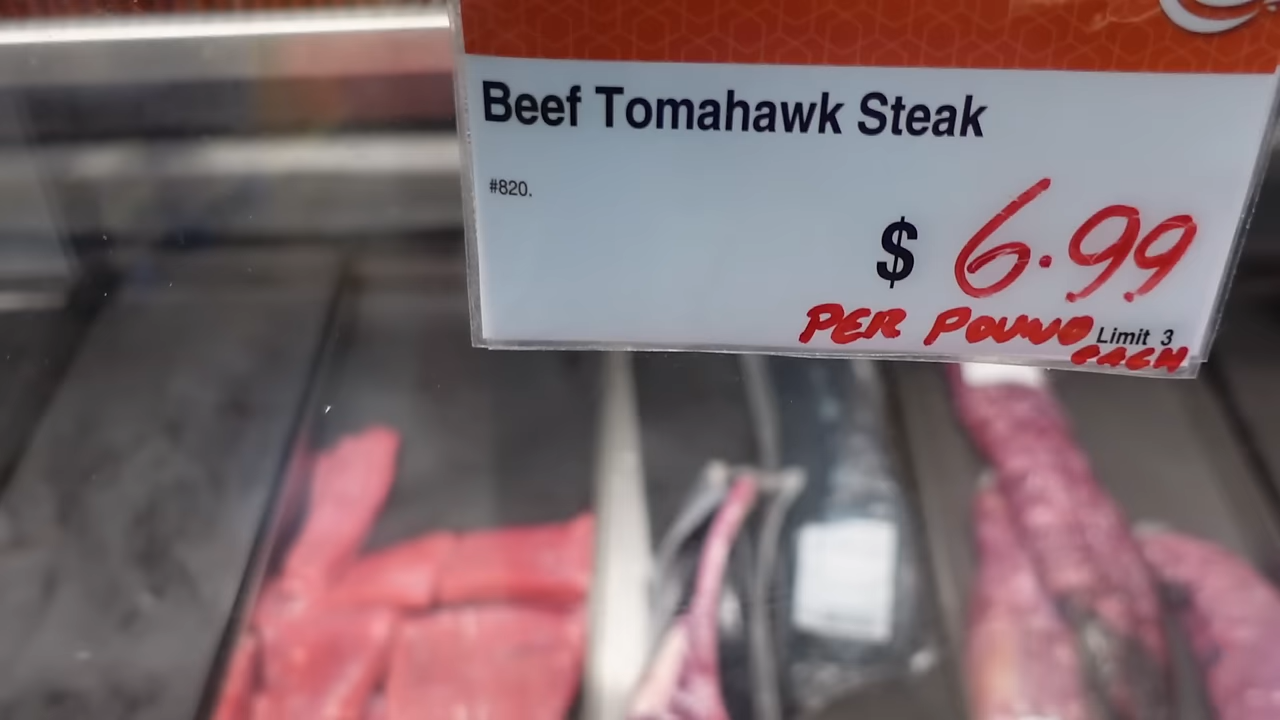 Beef Tomahawk Steak
#820.
$ 6.99
PER POUND Limit 3
EACH